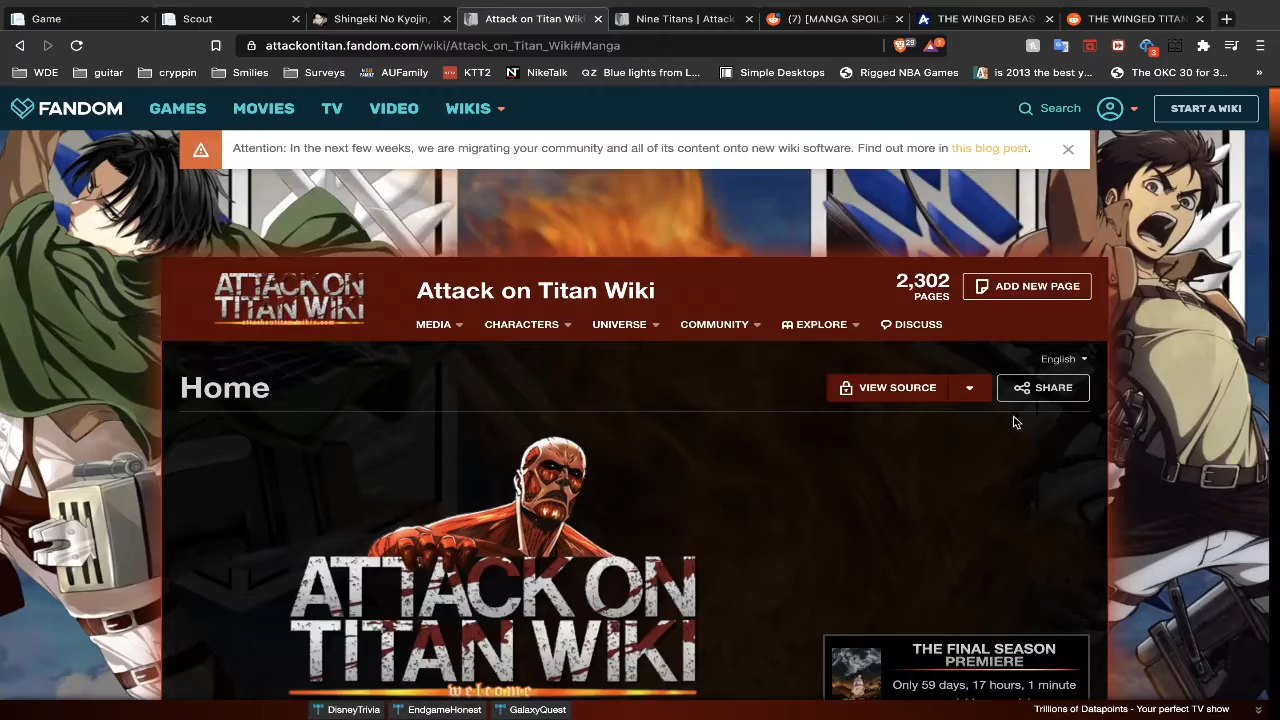 Game
Scout
Shingeki No Kyojin,
Attack on Titan Wiki
Nine Titans | Attack
(7) [MANGA SPOILE
THE WINGED BEAS
THE WINGED TITAN
attackontitan.fandom.com/wiki/Attack_on_Titan_Wiki#Manga
29
1
3
WDE
guitar
cryppin
Smilies
Surveys
AUFamily
KTT2
NikeTalk
Blue lights from L...
Simple Desktops
Rigged NBA Games
is 2013 the best y...
The OKC 30 for 3...
»
FANDOM
GAMES
MOVIES
TV
VIDEO
WIKIS
Search
START A WIKI
Attention: In the next few weeks, we are migrating your community and all of its content onto new wiki software. Find out more in this blog post.
ATTACK ON
TITAN WIKI
Attack on Titan Wiki
2,302
PAGES
ADD NEW PAGE
MEDIA
CHARACTERS
UNIVERSE
COMMUNITY
EXPLORE
DISCUSS
English
Home
VIEW SOURCE
SHARE
ATTACK ON
TITAN WIKI
welcome
THE FINAL SEASON
PREMIERE
Only 59 days, 17 hours, 1 minute
DisneyTrivia
EndgameHonest
GalaxyQuest
Trillions of Datapoints - Your perfect TV show